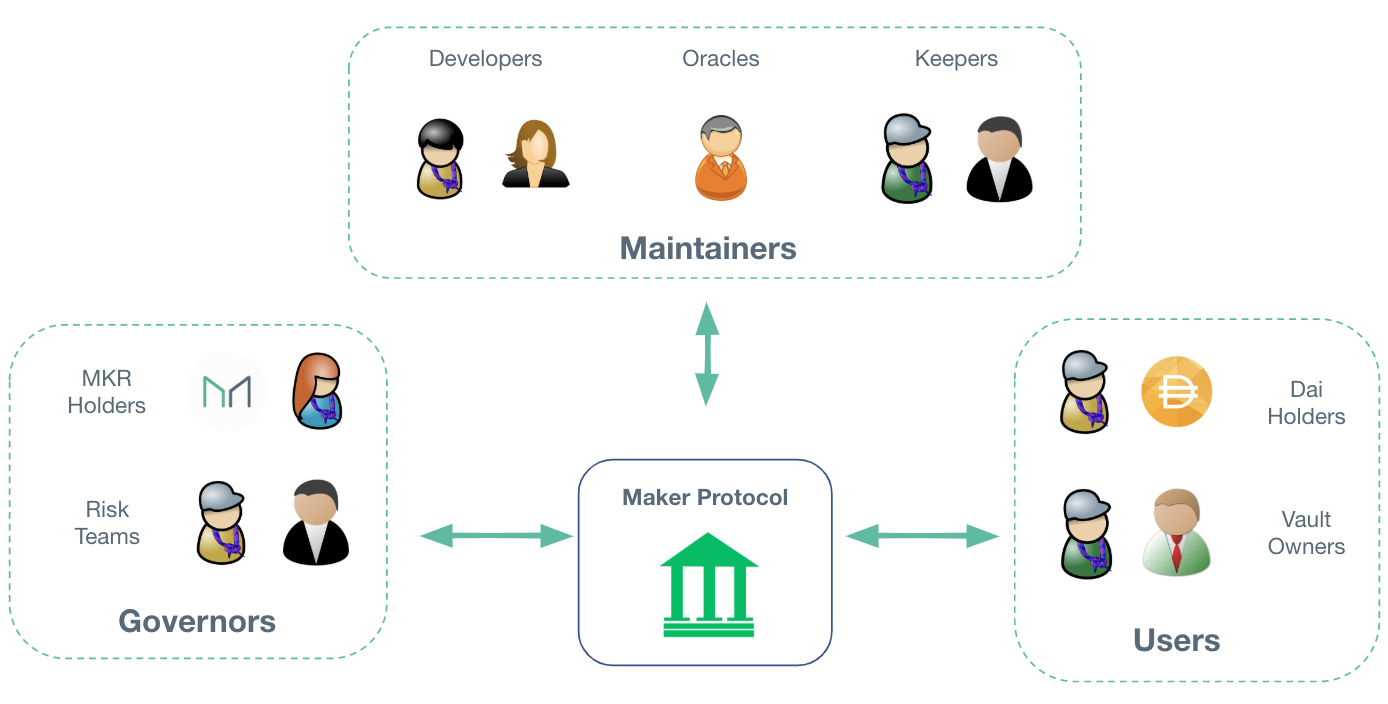 Developers
Oracles
Keepers
Maintainers
MKR
Holders
Risk
Teams
Governors
Maker Protocol
Dai
Holders
Vault
Owners
Users